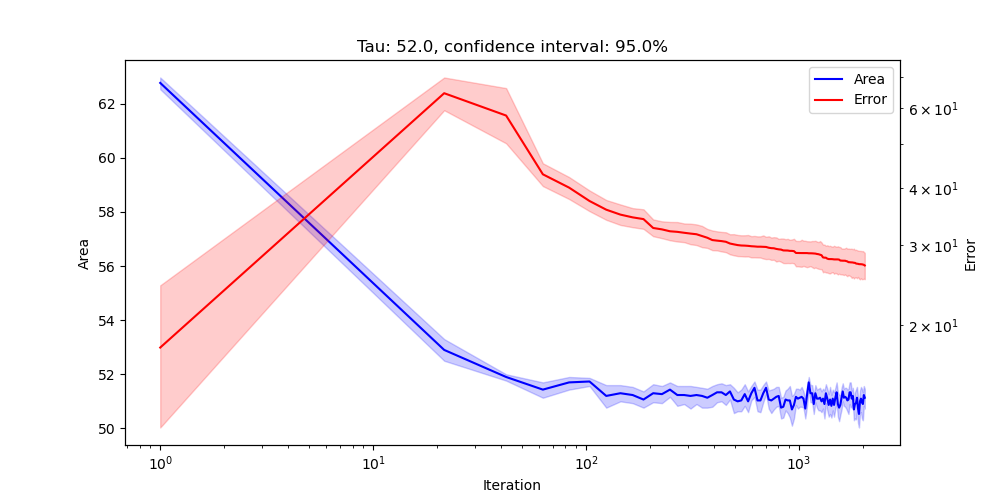 Tau: 52.0, confidence interval: 95.0%
Area
Error
62
60
58
56
54
52
50
Area
6 × 10¹
4 × 10¹
3 × 10¹
2 × 10¹
Error
10⁰
10¹
10²
10³
Iteration